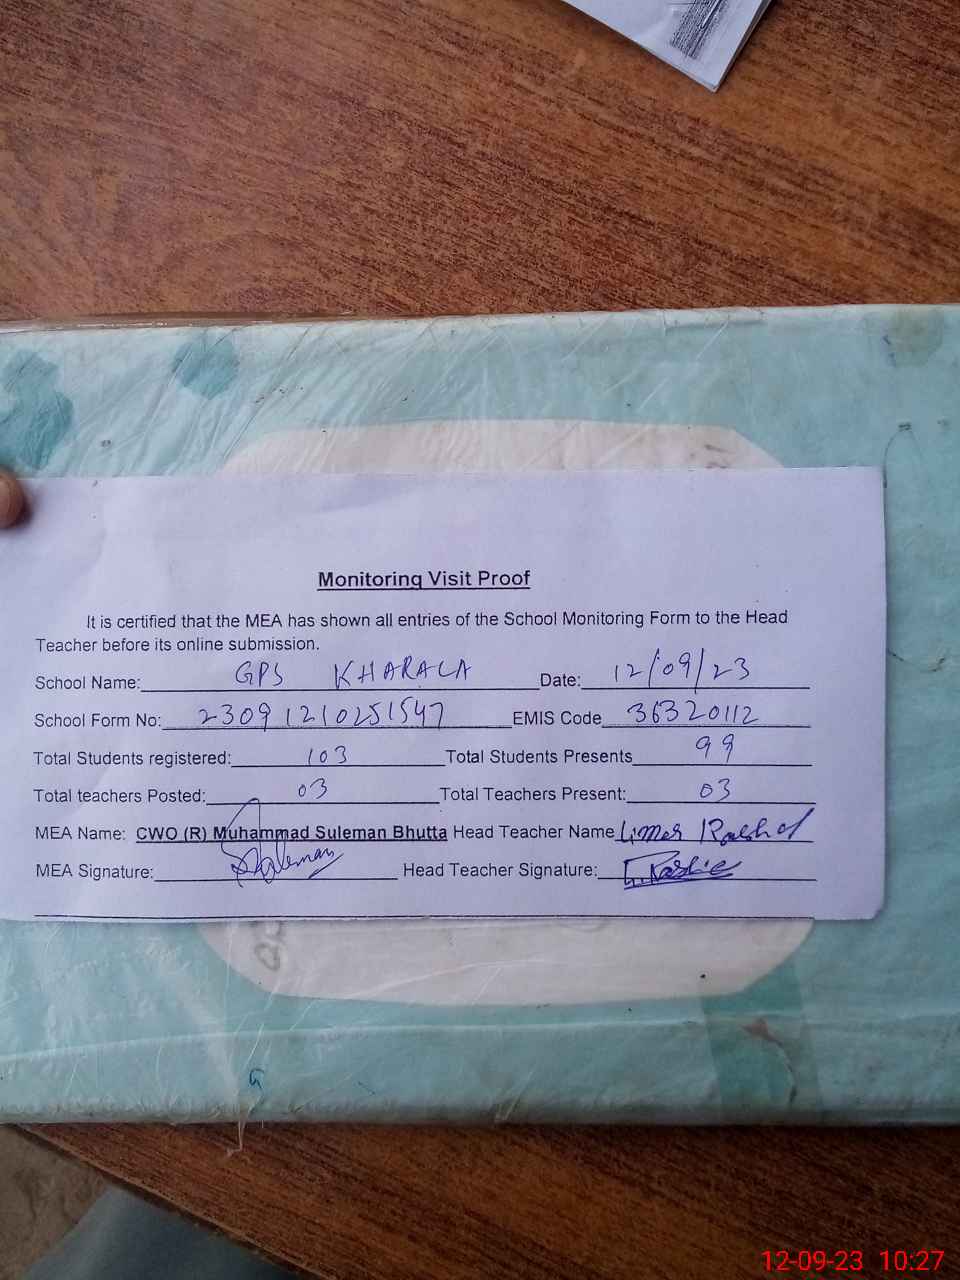 Monitoring Visit Proof
It is certified that the MEA has shown all entries of the School Monitoring Form to the Head
Teacher before its online submission.
School Name: GPS KHARALA Date: 12/09/23
School Form No: 23091210251547 EMIS Code 36320112
Total Students registered: 103 Total Students Presents 99
Total teachers Posted: 03 Total Teachers Present: 03
MEA Name: CWO (R) Muhammad Suleman Bhutta Head Teacher Name Umar Rashid
MEA Signature: Suleman Head Teacher Signature:
12-09-23 10:27